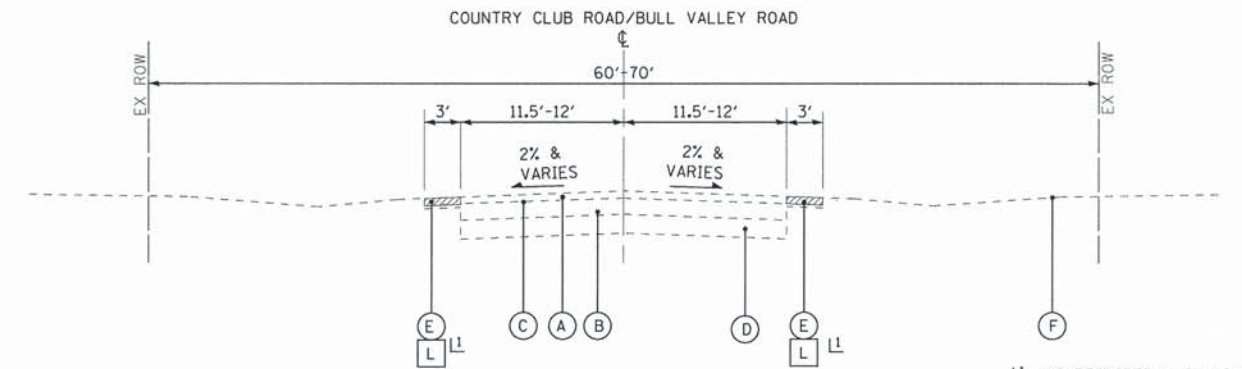 COUNTRY CLUB ROAD/BULL VALLEY ROAD
℄
EX ROW
60'-70'
EX ROW
3'
11.5'-12'
11.5'-12'
3'
2% &
VARIES
2% &
VARIES
E
C
A
B
D
E
F
L
1
L
1